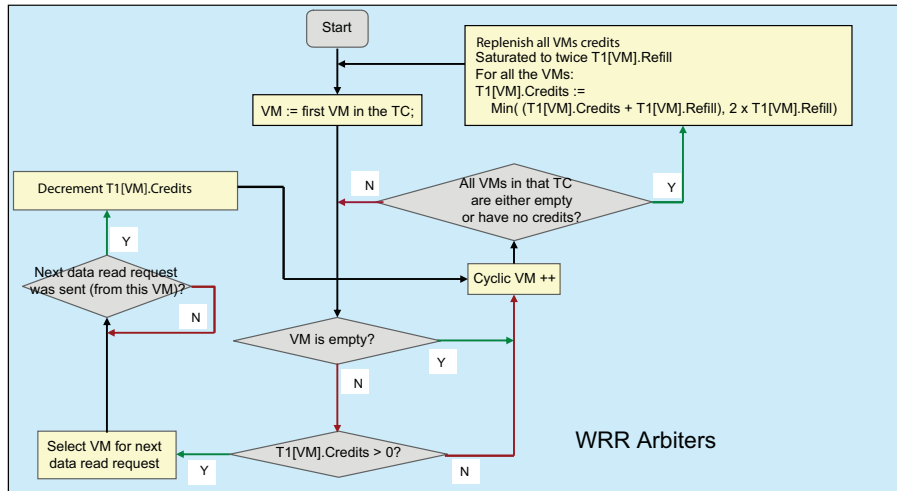 Start
Replenish all VMs credits
Saturated to twice T1[VM].Refill
For all the VMs:
T1[VM].Credits :=
Min( (T1[VM].Credits + T1[VM].Refill), 2 x T1[VM].Refill)
VM := first VM in the TC;
Decrement T1[VM].Credits
N
All VMs in that TC
are either empty
or have no credits?
Y
Y
Next data read request
was sent (from this VM)?
N
Cyclic VM ++
VM is empty?
Y
N
Select VM for next
data read request
Y
T1[VM].Credits > 0?
N
WRR Arbiters